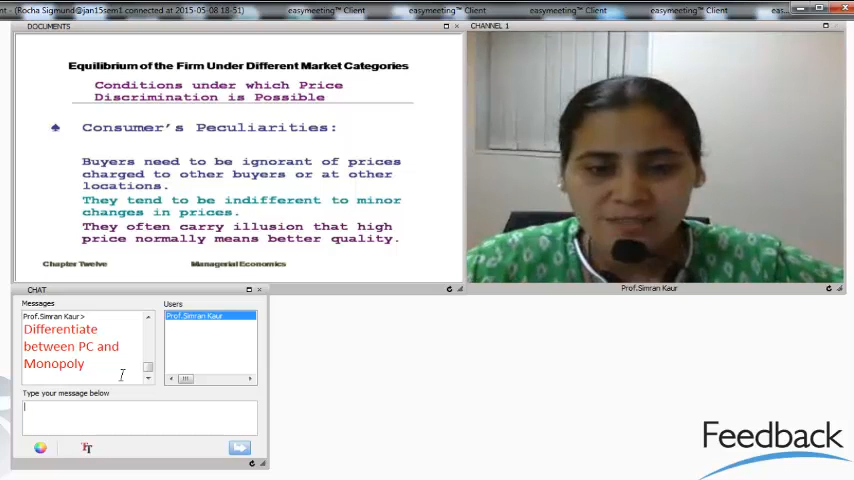 nt - (Rocha Sigmund@jan15sem1 connected at 2015-05-08 18-51)
easymeeting™ Client
easymeeting™ Client
easymeeting™ Client
easymeeting™ Client
eas...
DOCUMENTS
Equilibrium of the Firm Under Different Market Categories
Conditions under which Price
Discrimination is Possible
♠ Consumer's Peculiarities:
Buyers need to be ignorant of prices
charged to other buyers or at other
locations.
They tend to be indifferent to minor
changes in prices.
They often carry illusion that high
price normally means better quality.
Chapter Twelve
Managerial Economics
CHANNEL 1
Prof.Simran Kaur
CHAT
Messages
Prof.Simran Kaur>
Differentiate
between PC and
Monopoly
Users
Prof.Simran Kaur
Type your message below
Feedback